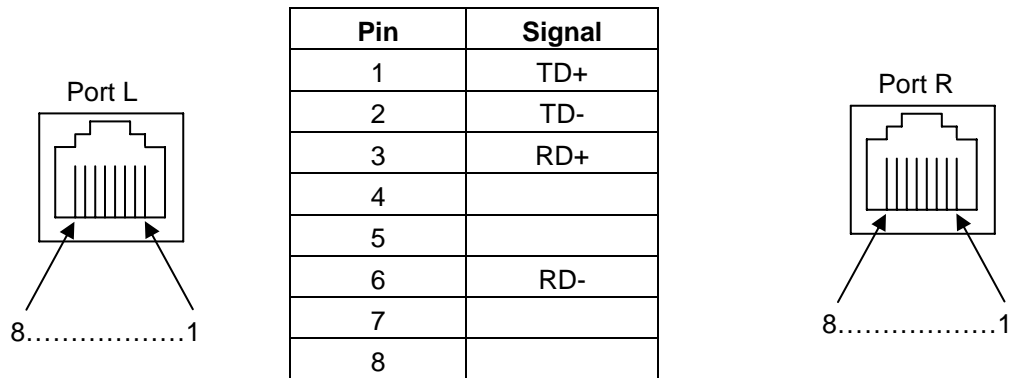 Port L
8………………1
Pin Signal
1 TD+
2 TD-
3 RD+
4
5
6 RD-
7
8
Port R
8………………1